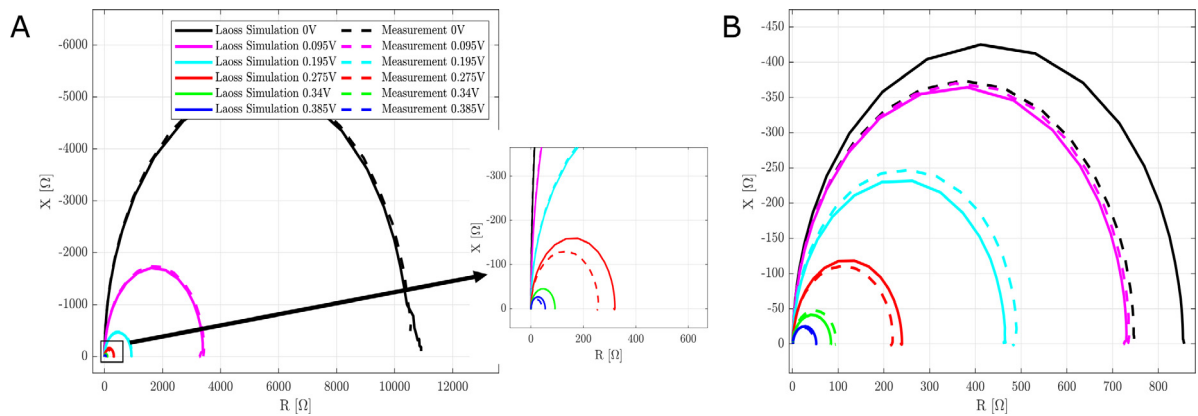 A
X [Ω]
-6000
-5000
-4000
-3000
-2000
-1000
0
0 2000 4000 6000 8000 10000 12000
R [Ω]
Laoss Simulation 0V Measurement 0V
Laoss Simulation 0.095V Measurement 0.095V
Laoss Simulation 0.195V Measurement 0.195V
Laoss Simulation 0.275V Measurement 0.275V
Laoss Simulation 0.34V Measurement 0.34V
Laoss Simulation 0.385V Measurement 0.385V
X [Ω]
-300
-200
-100
0
0 200 400 600
R [Ω]
B
X [Ω]
-450
-400
-350
-300
-250
-200
-150
-100
-50
0
0 100 200 300 400 500 600 700 800
R [Ω]